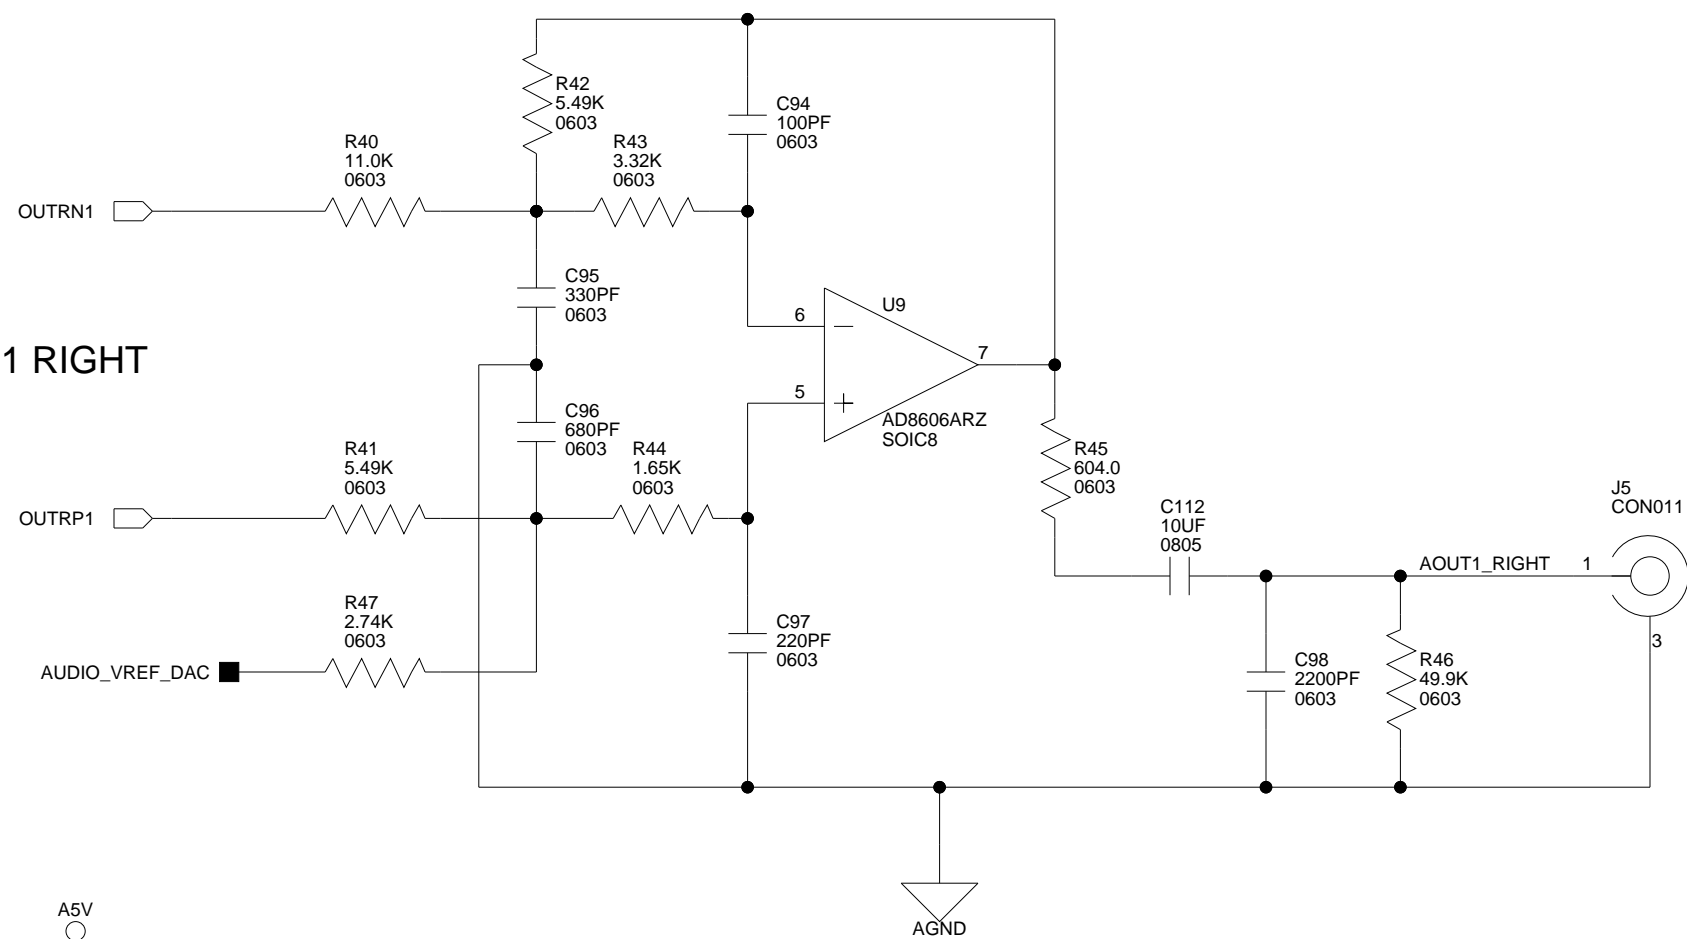 R42
5.49K
0603
C94
100PF
0603
R40
11.0K
0603
R43
3.32K
0603
OUTRN1
C95
330PF
0603
6
U9
1 RIGHT
7
5
AD8606ARZ
SOIC8
C96
680PF
0603
R41
5.49K
0603
R44
1.65K
0603
R45
604.0
0603
OUTRP1
C112
10UF
0805
J5
CON011
AOUT1_RIGHT
1
3
R47
2.74K
0603
AUDIO_VREF_DAC
C97
220PF
0603
C98
2200PF
0603
R46
49.9K
0603
A5V
AGND